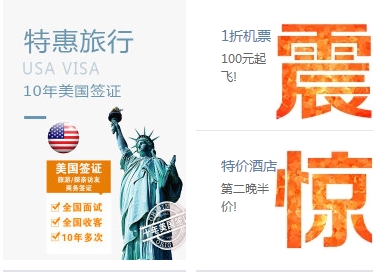 特惠旅行
USA VISA
10年美国签证
美国签证
旅游/探亲访友
商务签证
全国面试
全国收客
10年多次
1折机票
100元起
飞!
震
特价酒店
第二晚半
价!
惊